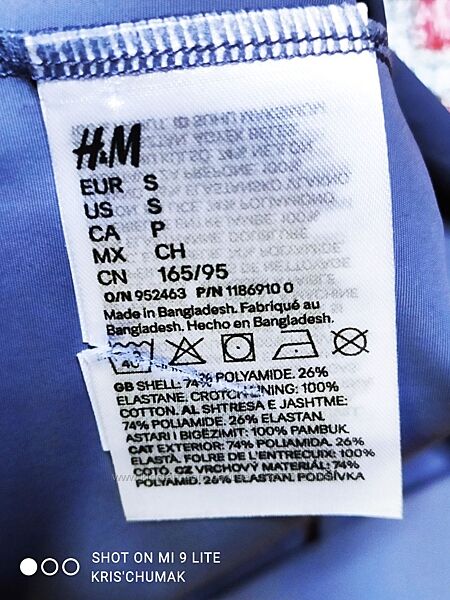 H&M
EUR S
US S
CA P
MX CH
CN 165/95
O/N 952463 P/N 1186910 0
Made in Bangladesh. Fabriqué au
Bangladesh. Hecho en Bangladesh.
40
GB SHELL: 74% POLYAMIDE. 26%
ELASTANE, CROTCH LINING: 100%
COTTON. AL SHTRESA E JASHTME:
74% POLIAMIDE. 26% ELASTAN.
ASTARI I BIGËZIMIT: 100% PAMBUK.
CAT EXTERIOR: 74% POLIAMIDA. 26%
ELASTÀ. FOLRE DE L'ENTRECUIX: 100%
COTÓ. CZ VRCHOVÝ MATERIÁL: 74%
POLYAMID. 26% ELASTAN. PODŠÍVKA
SHOT ON MI 9 LITE
KRIS'CHUMAK